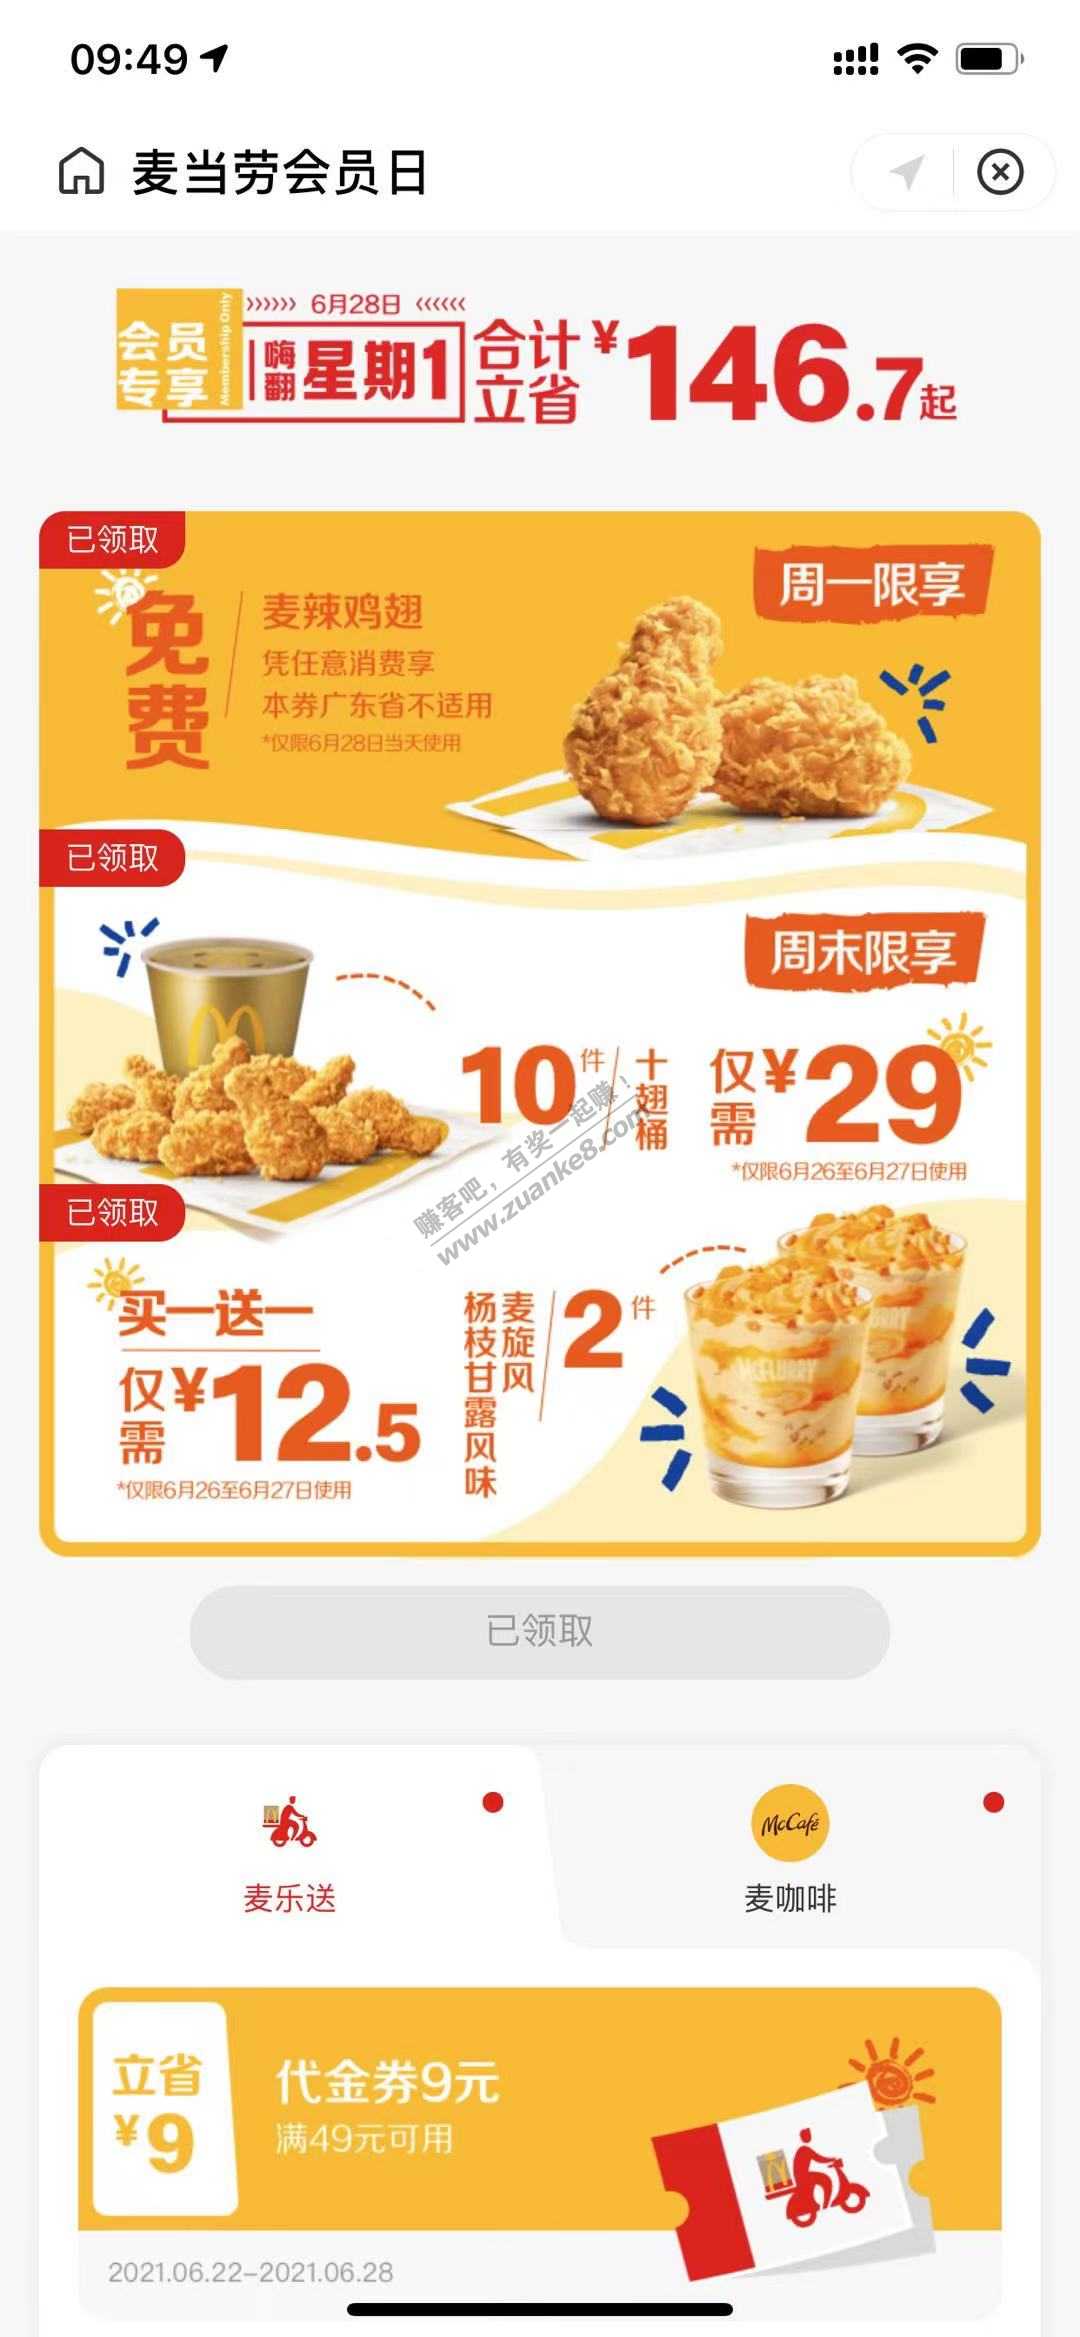 09:49
麦当劳会员日
会员专享
Membership Only
6月28日
嗨翻星期1
合计立省¥146.7起
已领取
周一限享
免费
麦辣鸡翅
凭任意消费享
本券广东省不适用
*仅限6月28日当天使用
已领取
周末限享
10件
十翅桶
仅需¥29
*仅限6月26至6月27日使用
赚客吧，有奖一起赚！
www.zuanke8.com
已领取
买一送一
仅需¥12.5
*仅限6月26至6月27日使用
麦旋风
杨枝甘露风味
2件
McFLURRY
已领取
麦乐送
McCafé
麦咖啡
立省
¥9
代金券9元
满49元可用
2021.06.22-2021.06.28